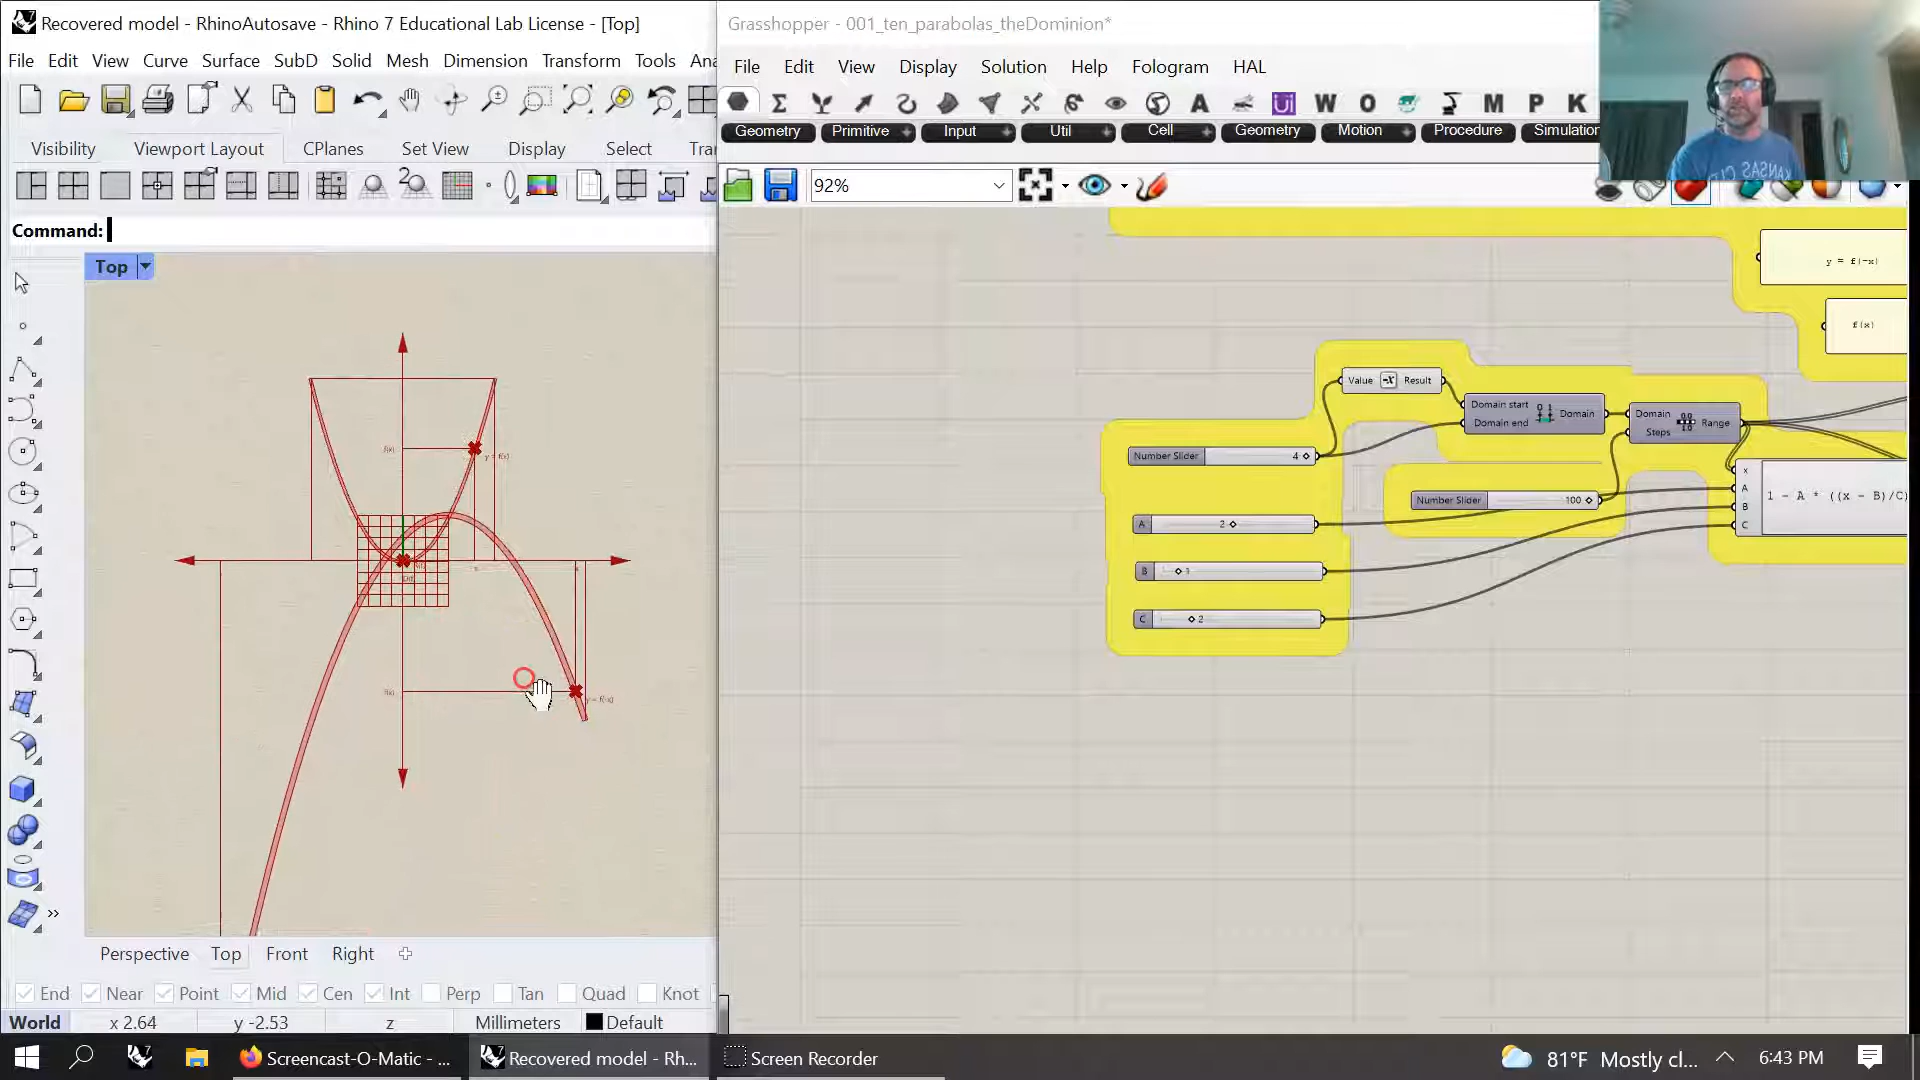 Recovered model - RhinoAutosave - Rhino 7 Educational Lab License - [Top]
File Edit View Curve Surface SubD Solid Mesh Dimension Transform Tools Ana
Visibility Viewport Layout CPlanes Set View Display Select Tra
Command:
Top
f(x)
y = f(x)
f(x)
Perspective Top Front Right
End Near Point Mid Cen Int Perp Tan Quad Knot
World x 2.64 y -2.53 z Millimeters Default
Grasshopper - 001_ten_parabolas_theDominion*
File Edit View Display Solution Help Fologram HAL
Geometry Primitive Input Util Cell Geometry Motion Procedure Simulation
92%
y = f(-x)
f(x)
Value -X Result
Domain start
Domain end
Domain
Domain
Steps
Range
Number Slider 4
Number Slider 100
A 2
B 1
C 2
x
A
B
C
1 - A * ((x - B)/C)
KANSAS CI
Screencast-O-Matic - ... Recovered model - Rh... Screen Recorder 81°F Mostly cl... 6:43 PM